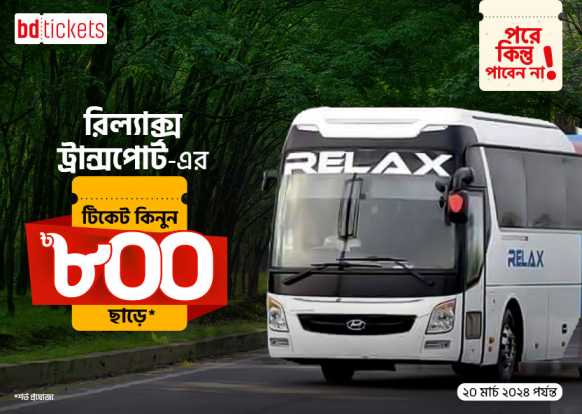 bdtickets
পরে
কিন্তু
পাবেন না!
রিল্যাক্স
ট্রান্সপোর্ট-এর
টিকেট কিনুন
৳৮০০
ছাড়ে*
RELAX
RELAX
*শর্ত প্রযোজ্য
২০ মার্চ ২০২৪ পর্যন্ত